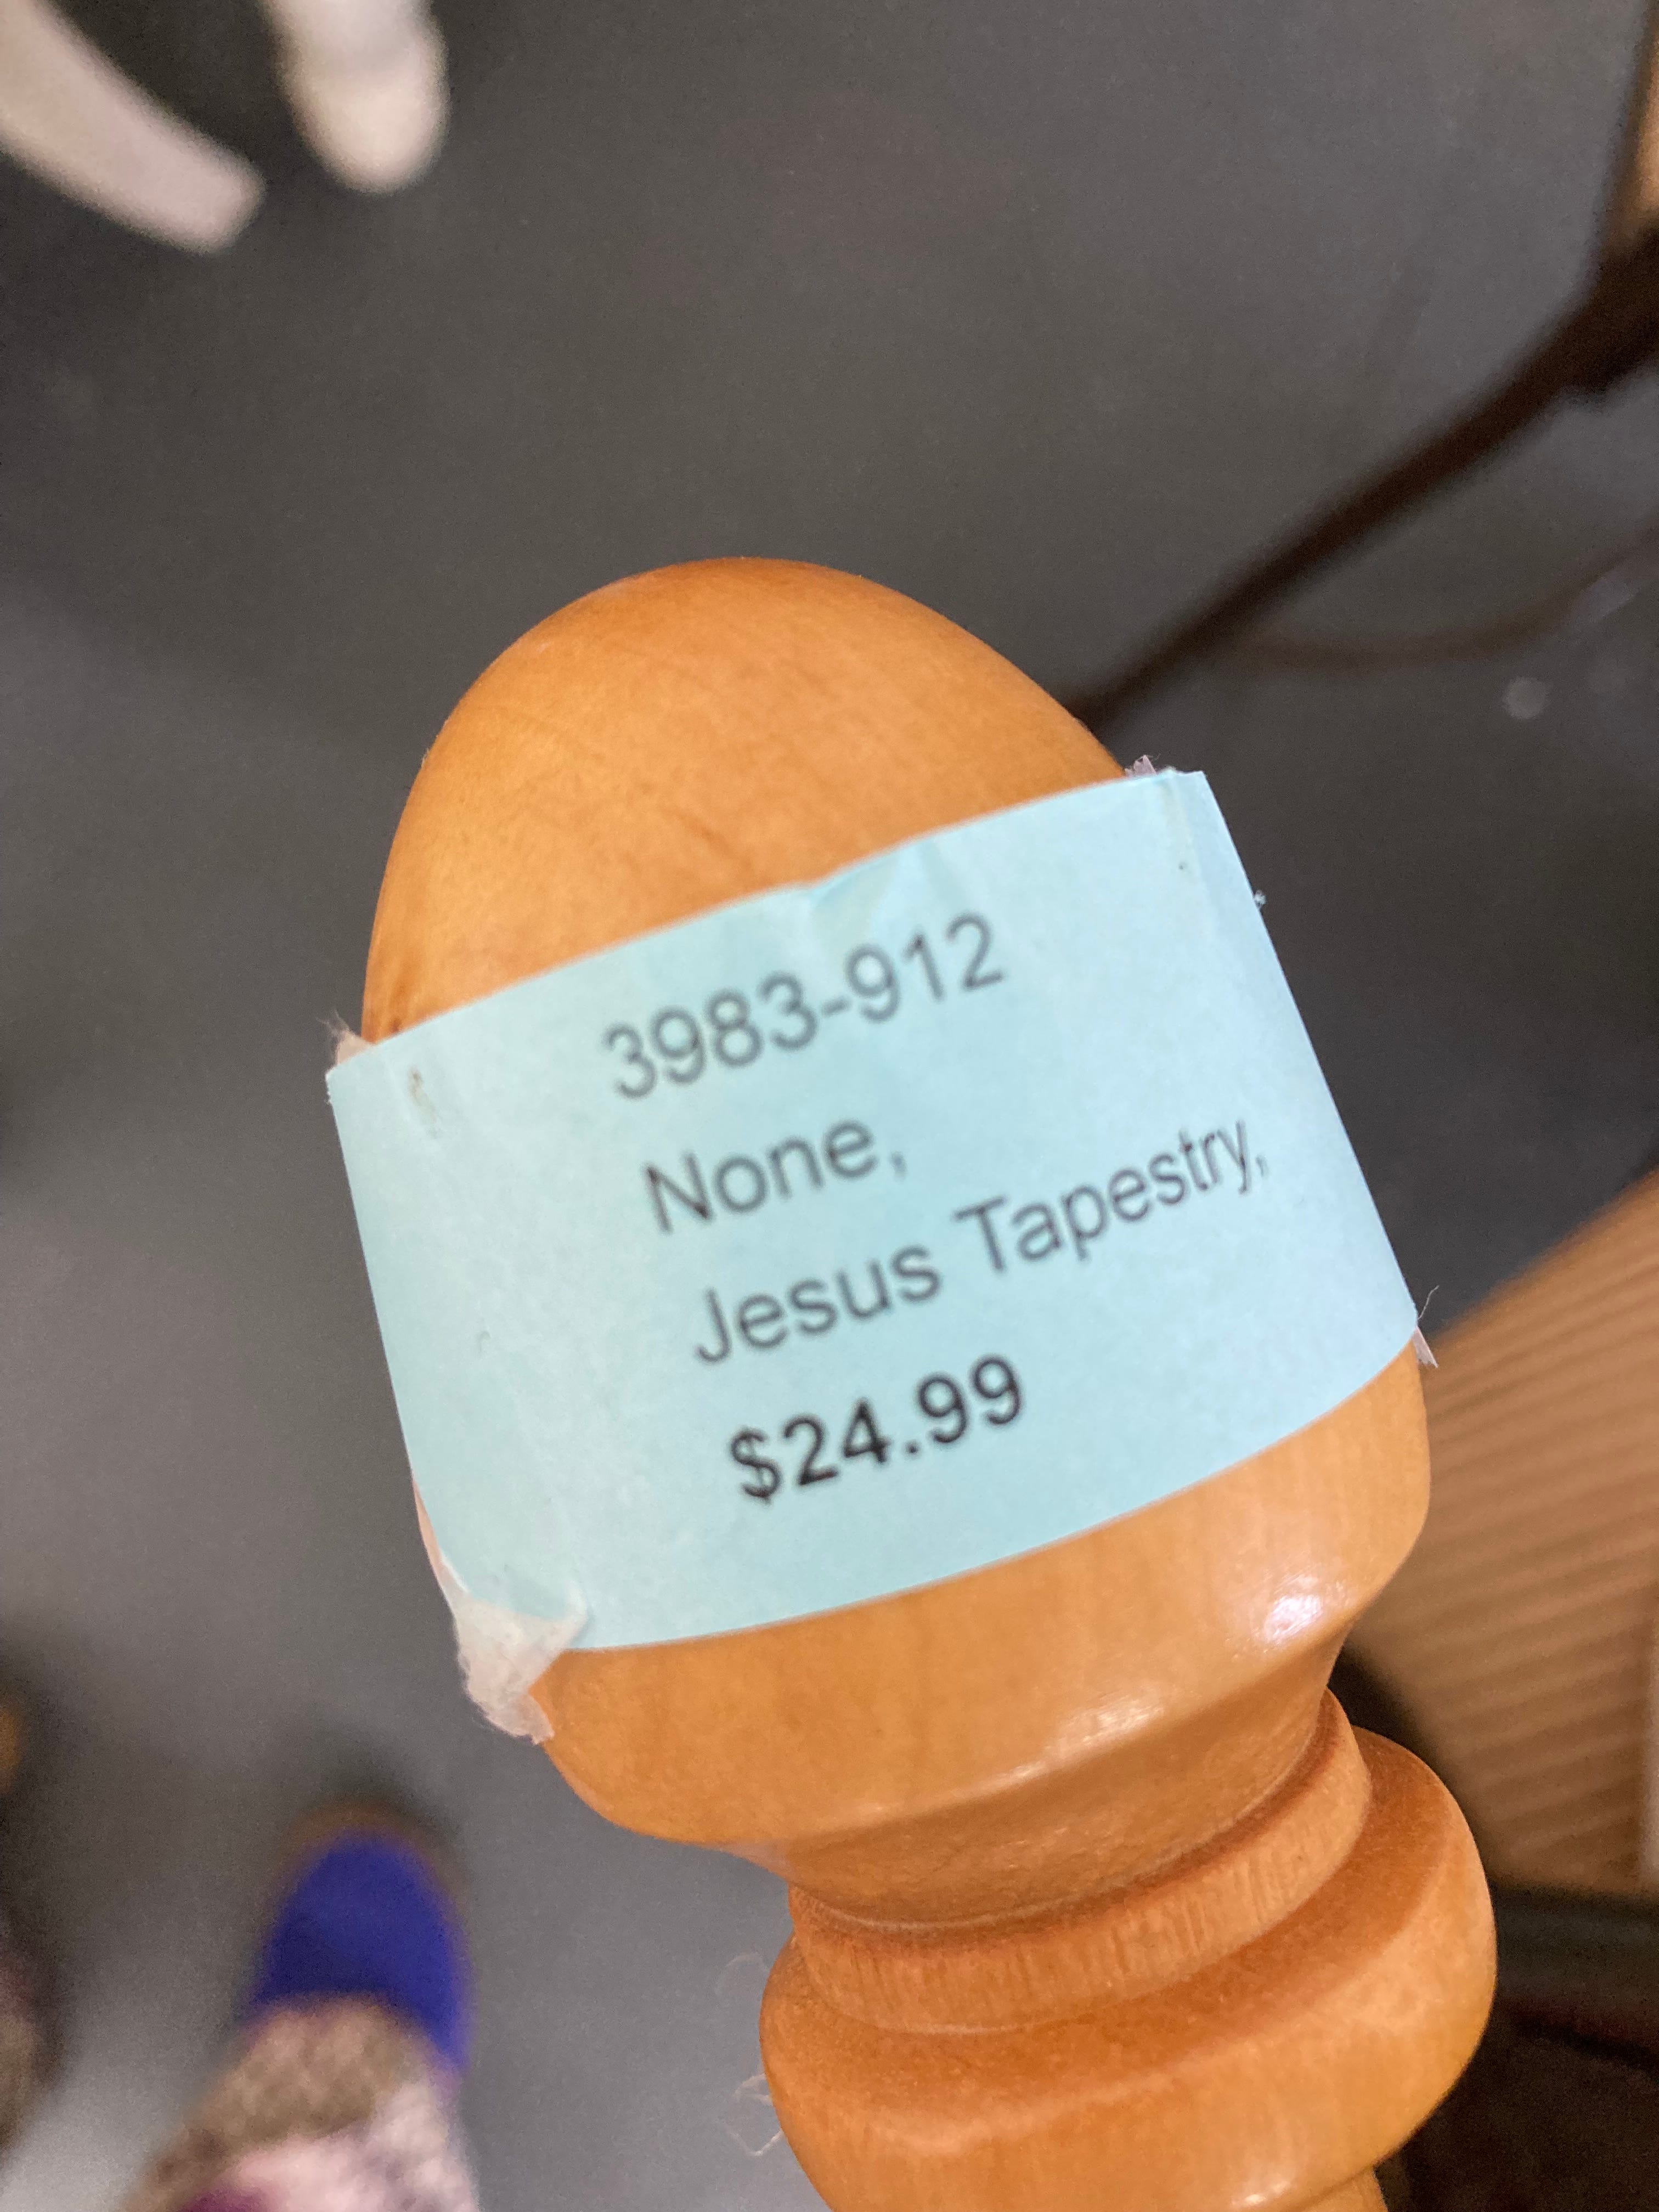 3983-912
None,
Jesus Tapestry,
$24.99